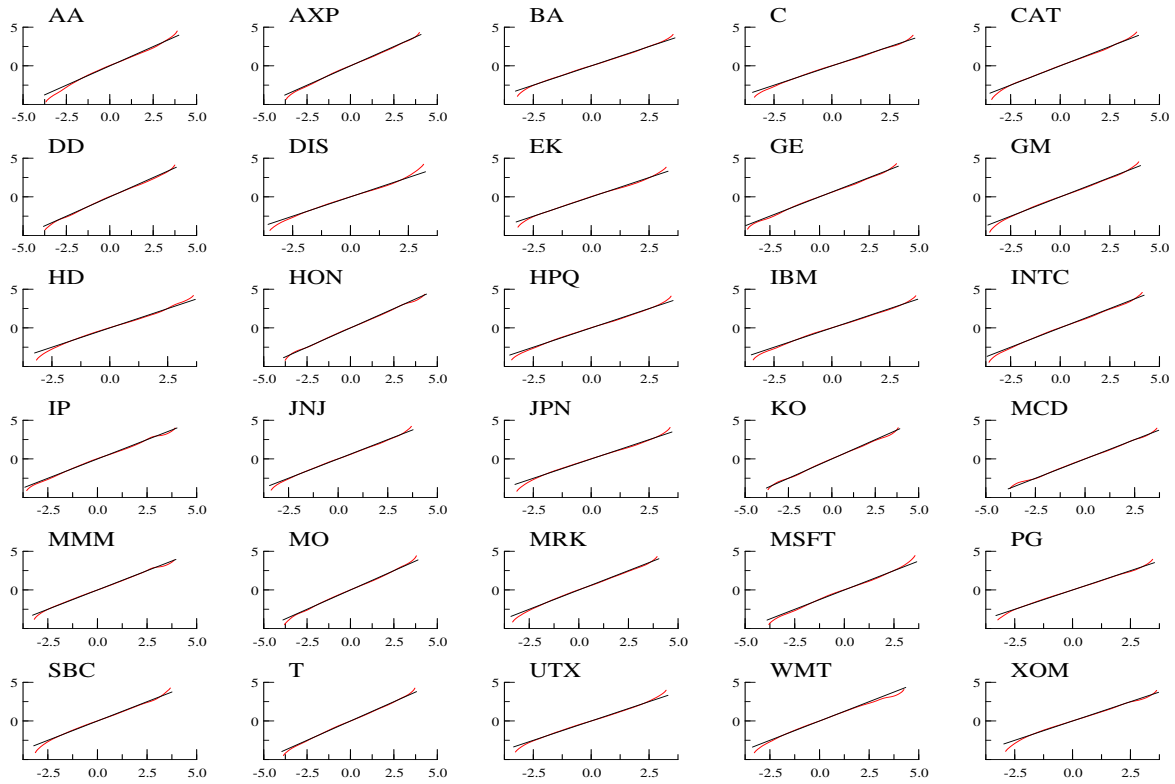 AA AXP BA C CAT
5 5 5 5 5
0 0 0 0 0
-5.0 -2.5 0.0 2.5 5.0 -5.0 -2.5 0.0 2.5 5.0 -2.5 0.0 2.5 -2.5 0.0 2.5 -2.5 0.0 2.5 5.0
DD DIS EK GE GM
5 5 5 5 5
0 0 0 0 0
-5.0 -2.5 0.0 2.5 5.0 -2.5 0.0 2.5 -2.5 0.0 2.5 -2.5 0.0 2.5 5.0 -2.5 0.0 2.5 5.0
HD HON HPQ IBM INTC
5 5 5 5 5
0 0 0 0 0
-2.5 0.0 2.5 -5.0 -2.5 0.0 2.5 5.0 -2.5 0.0 2.5 -2.5 0.0 2.5 -2.5 0.0 2.5 5.0
IP JNJ JPN KO MCD
5 5 5 5 5
0 0 0 0 0
-2.5 0.0 2.5 5.0 -2.5 0.0 2.5 5.0 -2.5 0.0 2.5 -5.0 -2.5 0.0 2.5 5.0 -5.0 -2.5 0.0 2.5
MMM MO MRK MSFT PG
5 5 5 5 5
0 0 0 0 0
-2.5 0.0 2.5 5.0 -5.0 -2.5 0.0 2.5 5.0 -2.5 0.0 2.5 5.0 -5.0 -2.5 0.0 2.5 5.0 -2.5 0.0 2.5
SBC T UTX WMT XOM
5 5 5 5 5
0 0 0 0 0
-2.5 0.0 2.5 5.0 -5.0 -2.5 0.0 2.5 5.0 -2.5 0.0 2.5 -2.5 0.0 2.5 5.0 -2.5 0.0 2.5